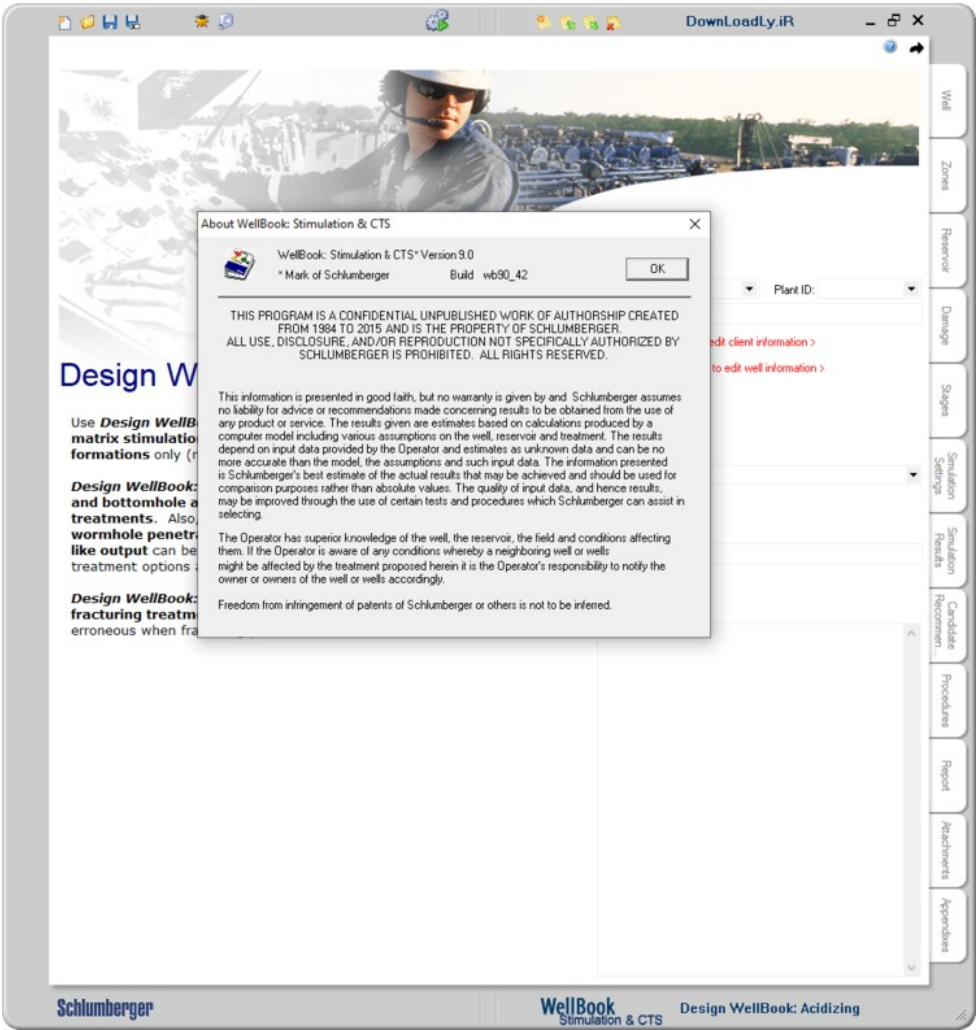 DownLoadLy.iR
Well
Zones
Reservoir
Damage
Stages
Simulation
Settings
Simulation
Results
Candidate
Recommen...
Procedures
Report
Attachments
Appendixes
About WellBook: Stimulation & CTS
WellBook: Stimulation & CTS* Version 9.0
* Mark of Schlumberger Build wb90_42
OK
THIS PROGRAM IS A CONFIDENTIAL UNPUBLISHED WORK OF AUTHORSHIP CREATED
FROM 1984 TO 2015 AND IS THE PROPERTY OF SCHLUMBERGER.
ALL USE, DISCLOSURE, AND/OR REPRODUCTION NOT SPECIFICALLY AUTHORIZED BY
SCHLUMBERGER IS PROHIBITED. ALL RIGHTS RESERVED.
This information is presented in good faith, but no warranty is given by and Schlumberger assumes
no liability for advice or recommendations made concerning results to be obtained from the use of
any product or service. The results given are estimates based on calculations produced by a
computer model including various assumptions on the well, reservoir and treatment. The results
depend on input data provided by the Operator and estimates as unknown data and can be no
more accurate than the model, the assumptions and such input data. The information presented
is Schlumberger's best estimate of the actual results that may be achieved and should be used for
comparison purposes rather than absolute values. The quality of input data, and hence results,
may be improved through the use of certain tests and procedures which Schlumberger can assist in
selecting.
The Operator has superior knowledge of the well, the reservoir, the field and conditions affecting
them. If the Operator is aware of any conditions whereby a neighboring well or wells
might be affected by the treatment proposed herein it is the Operator's responsibility to notify the
owner or owners of the well or wells accordingly.
Freedom from infringement of patents of Schlumberger or others is not to be inferred.
Plant ID:
edit client information >
to edit well information >
Design W
Use Design WellB
matrix stimulatio
formations only (r
Design WellBook:
and bottomhole a
treatments. Also,
wormhole penetra
like output can be
treatment options a
Design WellBook:
fracturing treatm
erroneous when fra
Schlumberger
WellBook
Stimulation & CTS
Design WellBook: Acidizing